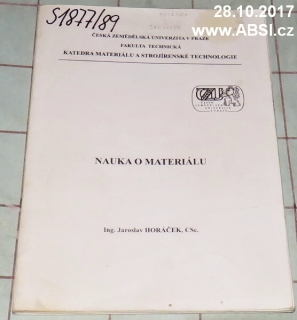 28.10.2017
www.ABSI.cz
S1877/89
ČESKÁ ZEMĚDĚLSKÁ UNIVERZITA V PRAZE
FAKULTA TECHNICKÁ
KATEDRA MATERIÁLU A STROJÍRENSKÉ TECHNOLOGIE
NAUKA O MATERIÁLU
Ing. Jaroslav HORÁČEK, CSc.